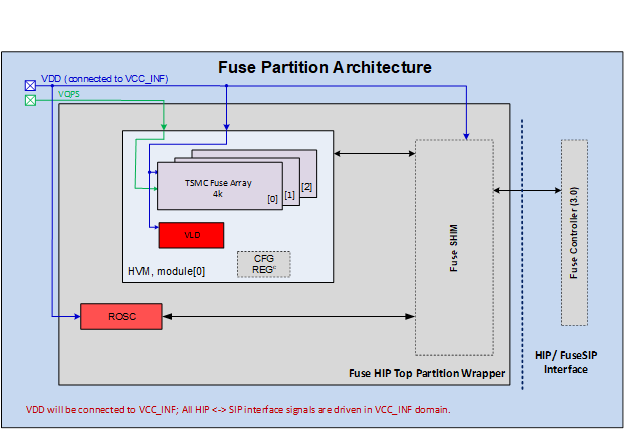 Fuse Partition Architecture
VDD (connected to VCC_INF)
VQPS
TSMC Fuse Array
4k
[0]
[1]
[2]
VLD
CFG
REG"
HVM, module[0]
ROSC
Fuse SHIM
Fuse Controller (3.0)
Fuse HIP Top Partition Wrapper
HIP/ FuseSIP
Interface
VDD will be connected to VCC_INF; All HIP <-> SIP interface signals are driven in VCC_INF domain.